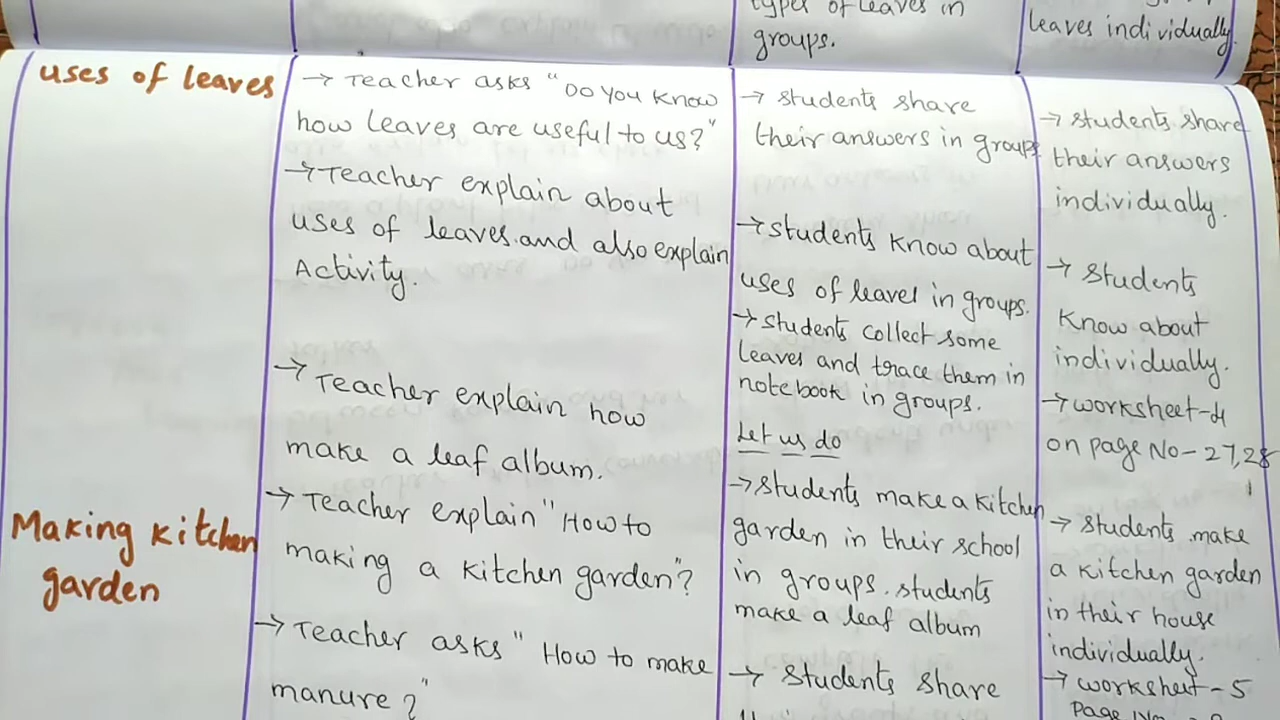 types of leaves in
groups.
leaves individually.
uses of leaves
→ Teacher asks "Do you know
how leaves are useful to us?"
→ Teacher explain about
uses of leaves. and also explain
Activity.
→ Teacher explain how
make a leaf album.
→ students share
their answers in groups.
→ students know about
uses of leaves in groups.
→ students collect some
leaves and trace them in
notebook in groups.
Let us do
→ students share
their answers
individually.
→ students
know about
individually.
→ worksheet-4
on page No-27,28
Making kitchen
garden
→ Teacher explain "How to
making a kitchen garden"?
→ Teacher asks "How to make
manure?"
→ students make a kitchen
garden in their school
in groups. students
make a leaf album
→ students share
→ students make
a kitchen garden
in their house
individually.
→ worksheet-5
Page No